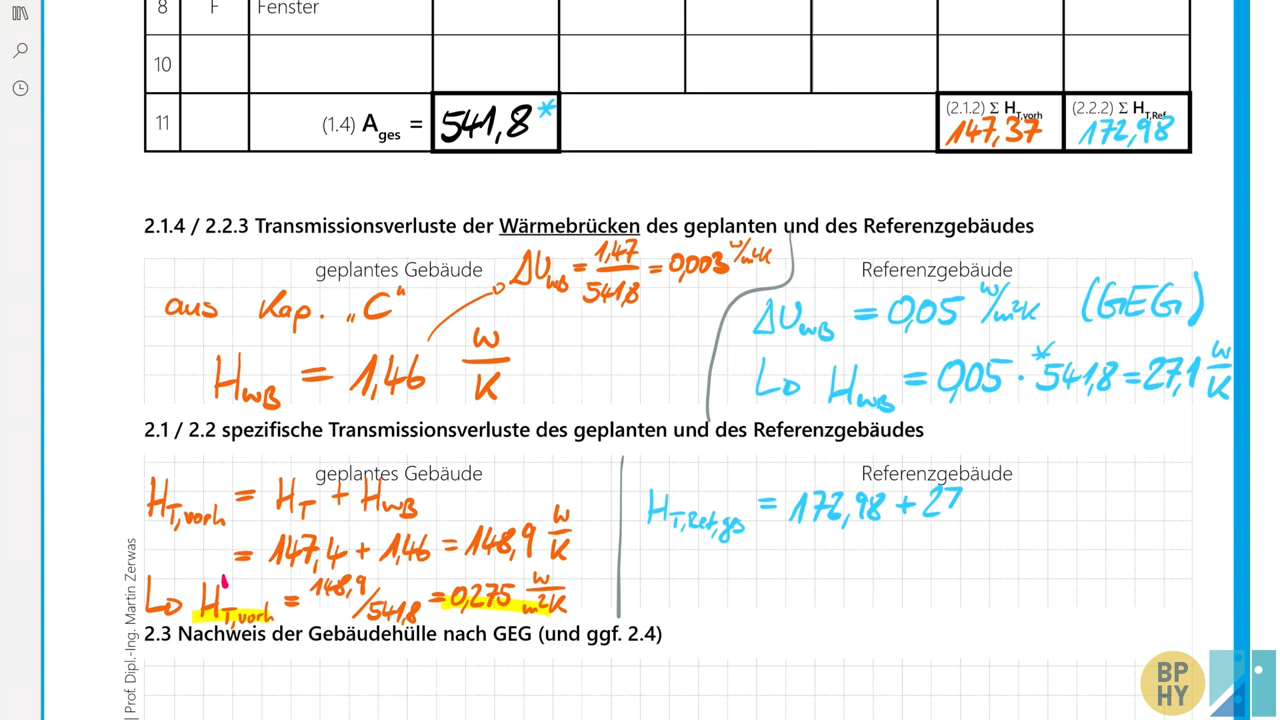 8 F Fenster
10
11 (1.4) A_ges = 541,8* (2.1.2) Σ H_T,vorh 147,37 (2.2.2) Σ H_T,Ref 172,98
2.1.4 / 2.2.3 Transmissionsverluste der Wärmebrücken des geplanten und des Referenzgebäudes
geplantes Gebäude
ΔU_WB = 1,47/541,8 = 0,003 W/m²K
aus Kap. „C"
H_WB = 1,46 W/K
Referenzgebäude
ΔU_WB = 0,05 W/m²K (GEG)
↳ H_WB = 0,05 · *541,8 = 27,1 W/K
2.1 / 2.2 spezifische Transmissionsverluste des geplanten und des Referenzgebäudes
geplantes Gebäude
H_T,vorh = H_T + H_WB
= 147,4 + 1,46 = 148,9 W/K
↳ H'_T,vorh = 148,9/541,8 = 0,275 W/m²K
Referenzgebäude
H_T,Ref,gs = 172,98 + 27
2.3 Nachweis der Gebäudehülle nach GEG (und ggf. 2.4)
| Prof. Dipl.-Ing. Martin Zerwas
BP
HY